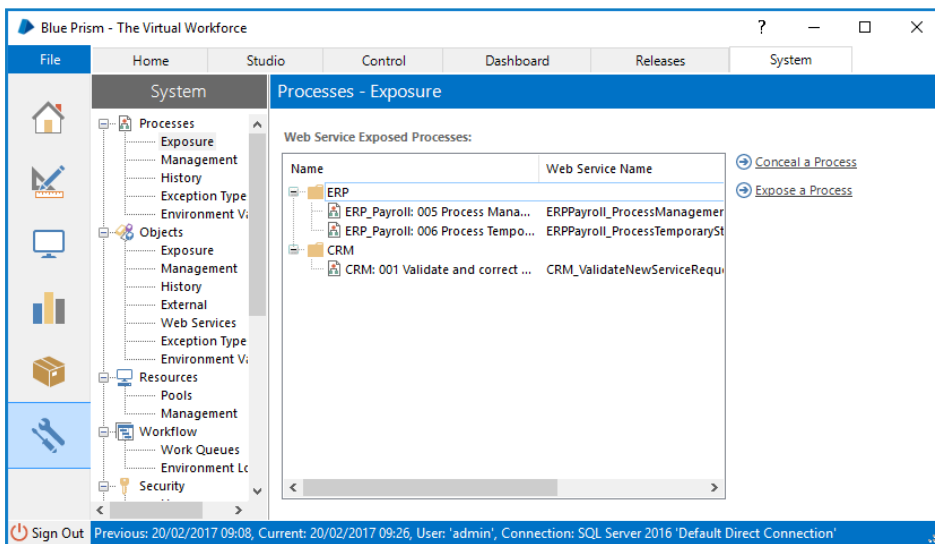 Blue Prism - The Virtual Workforce
?
File Home Studio Control Dashboard Releases System
System
Processes - Exposure
Processes
Exposure
Management
History
Exception Type
Environment
Objects
Exposure
Management
History
External
Web Services
Exception Type
Environment
Resources
Pools
Management
Workflow
Work Queues
Environment
Security
Web Service Exposed Processes:
Name Web Service Name
ERP
ERP_Payroll: 005 Process Mana... ERPPayroll_ProcessManagemer
ERP_Payroll: 006 Process Tempo... ERPPayroll_ProcessTemporarySt
CRM
CRM: 001 Validate and correct ... CRM_ValidateNewServiceRequ
Conceal a Process
Expose a Process
Sign Out Previous: 20/02/2017 09:08, Current: 20/02/2017 09:26, User: 'admin', Connection: SQL Server 2016 'Default Direct Connection'